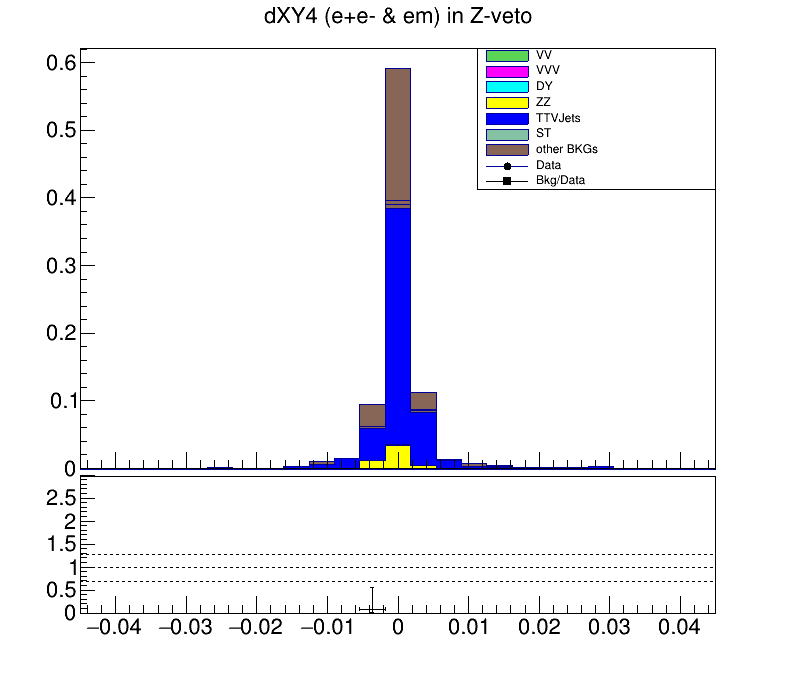 dXY4 (e+e- & em) in Z-veto
0.6
0.5
0.4
0.3
0.2
0.1
0
VV
VVV
DY
ZZ
TTVJets
ST
other BKGs
Data
Bkg/Data
2.5
2
1.5
1
0.5
0
−0.04 −0.03 −0.02 −0.01 0 0.01 0.02 0.03 0.04